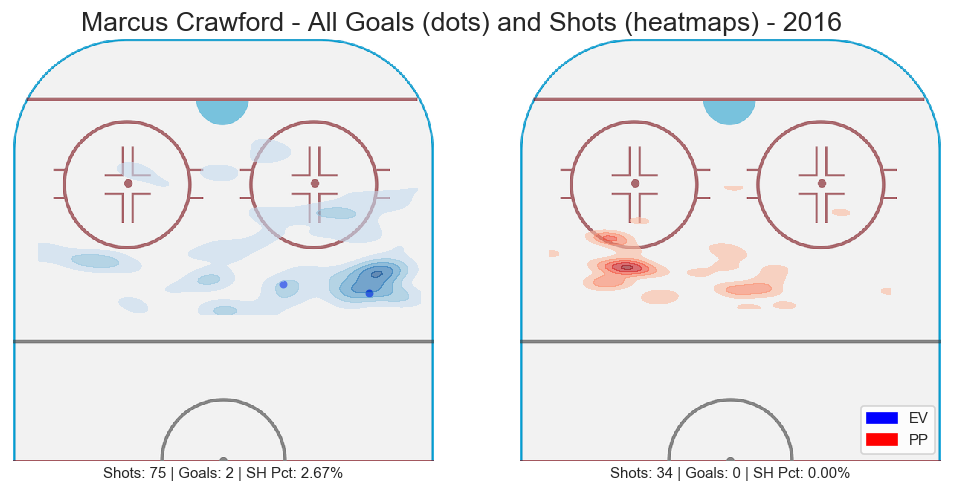 Marcus Crawford - All Goals (dots) and Shots (heatmaps) - 2016
EV
PP
Shots: 75 | Goals: 2 | SH Pct: 2.67%
Shots: 34 | Goals: 0 | SH Pct: 0.00%